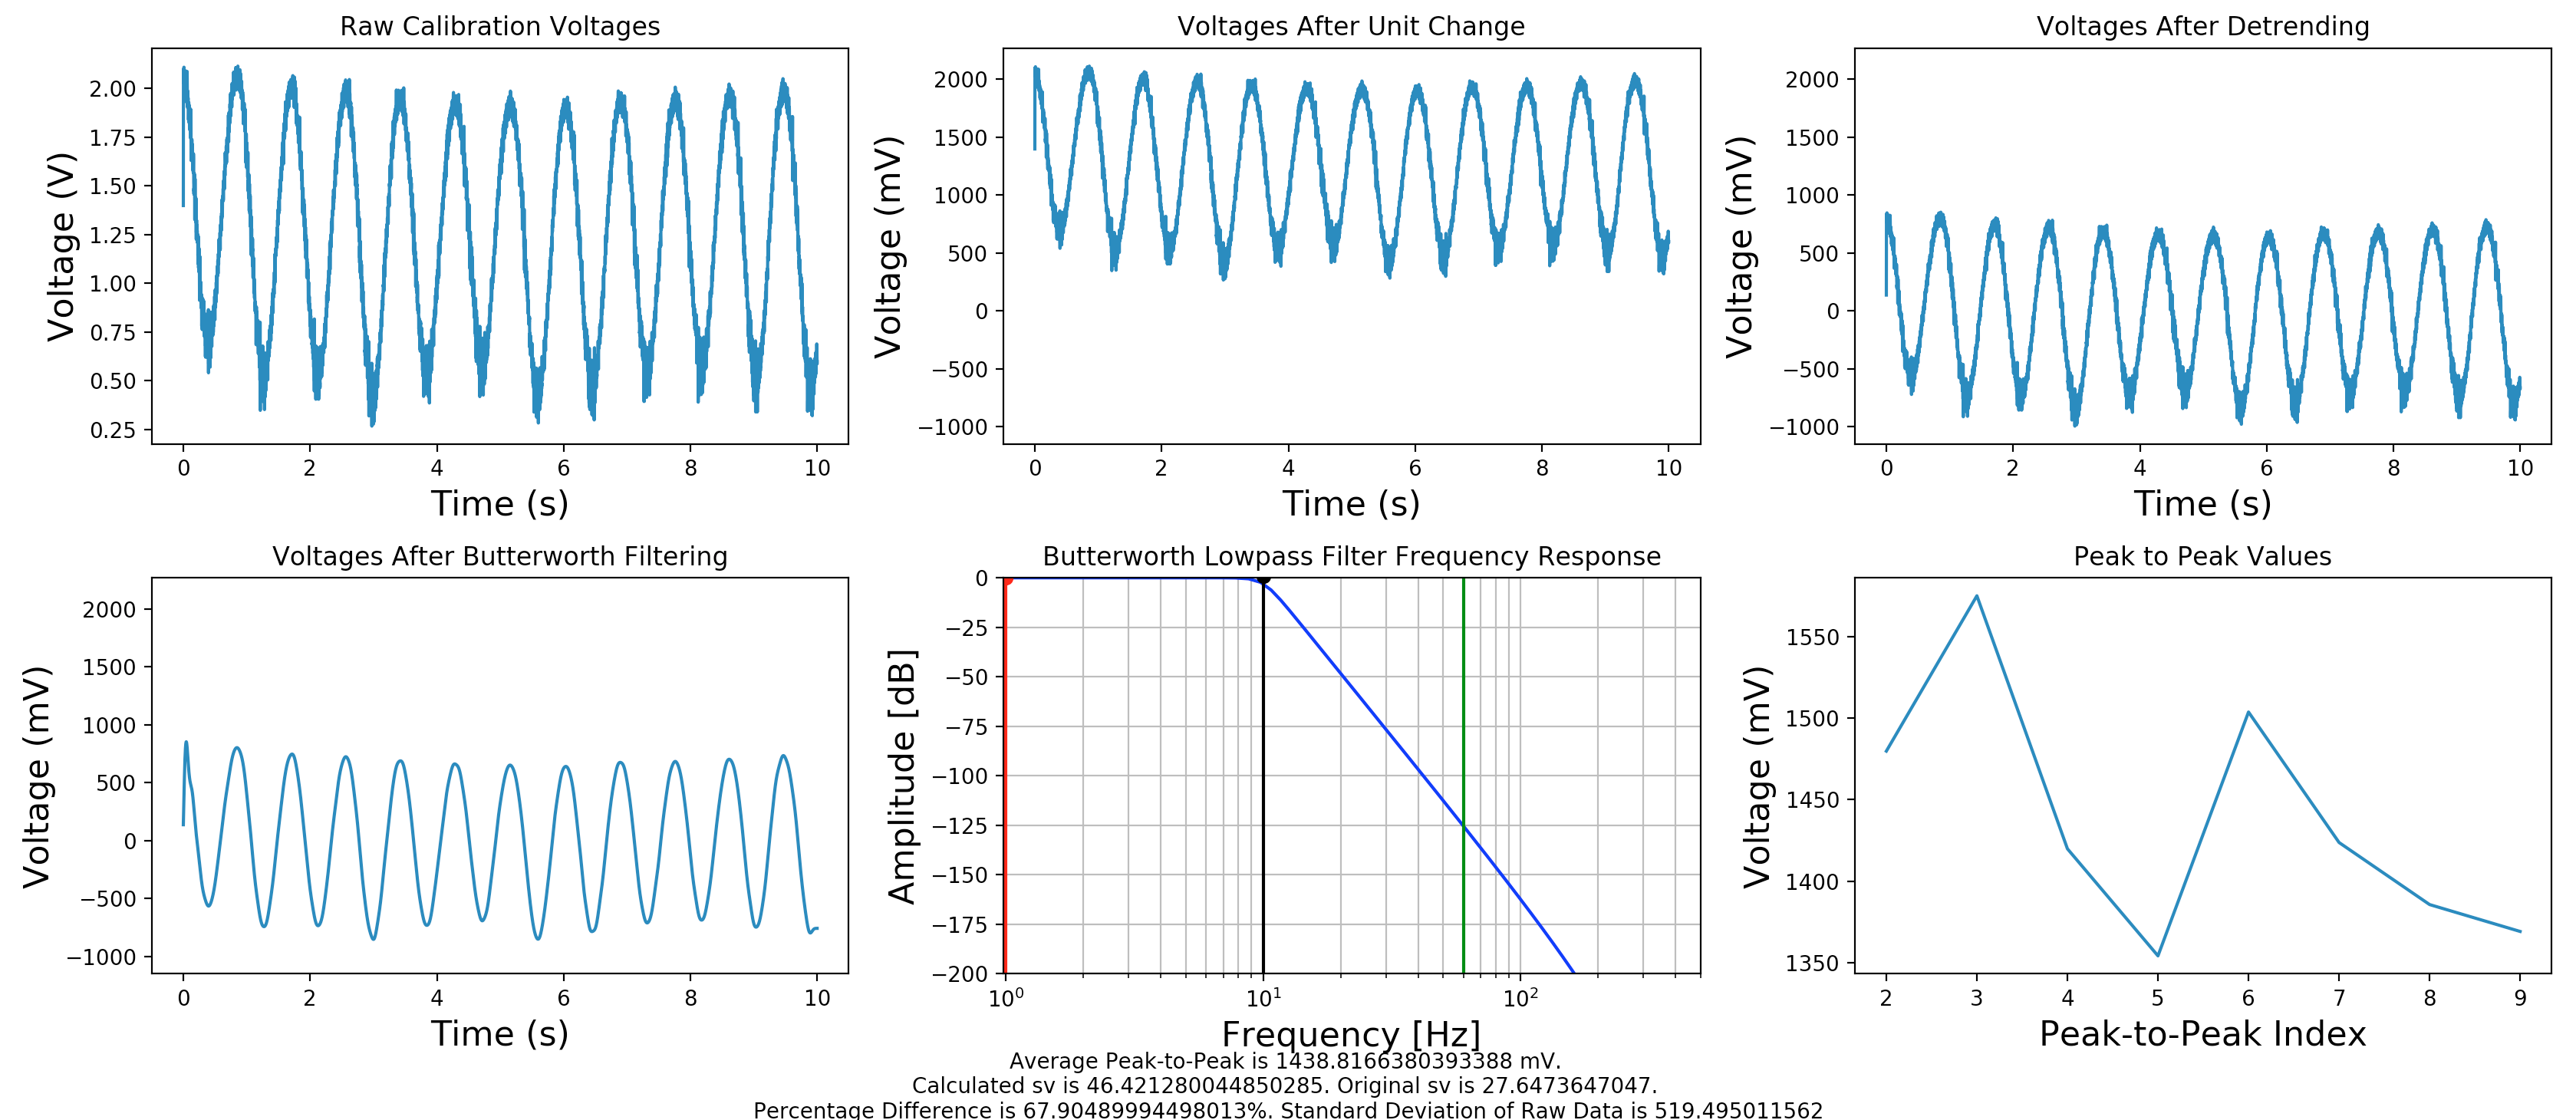 Raw Calibration Voltages
2.00
1.75
1.50
1.25
1.00
0.75
0.50
0.25
Voltage (V)
0 2 4 6 8 10
Time (s)
Voltages After Unit Change
2000
1500
1000
500
0
−500
−1000
Voltage (mV)
0 2 4 6 8 10
Time (s)
Voltages After Detrending
2000
1500
1000
500
0
−500
−1000
Voltage (mV)
0 2 4 6 8 10
Time (s)
Voltages After Butterworth Filtering
2000
1500
1000
500
0
−500
−1000
Voltage (mV)
0 2 4 6 8 10
Time (s)
Butterworth Lowpass Filter Frequency Response
0
−25
−50
−75
−100
−125
−150
−175
−200
Amplitude [dB]
10⁰ 10¹ 10²
Frequency [Hz]
Peak to Peak Values
1550
1500
1450
1400
1350
Voltage (mV)
2 3 4 5 6 7 8 9
Peak-to-Peak Index
Average Peak-to-Peak is 1438.8166380393388 mV.
Calculated sv is 46.421280044850285. Original sv is 27.6473647047.
Percentage Difference is 67.90489994498013%. Standard Deviation of Raw Data is 519.495011562